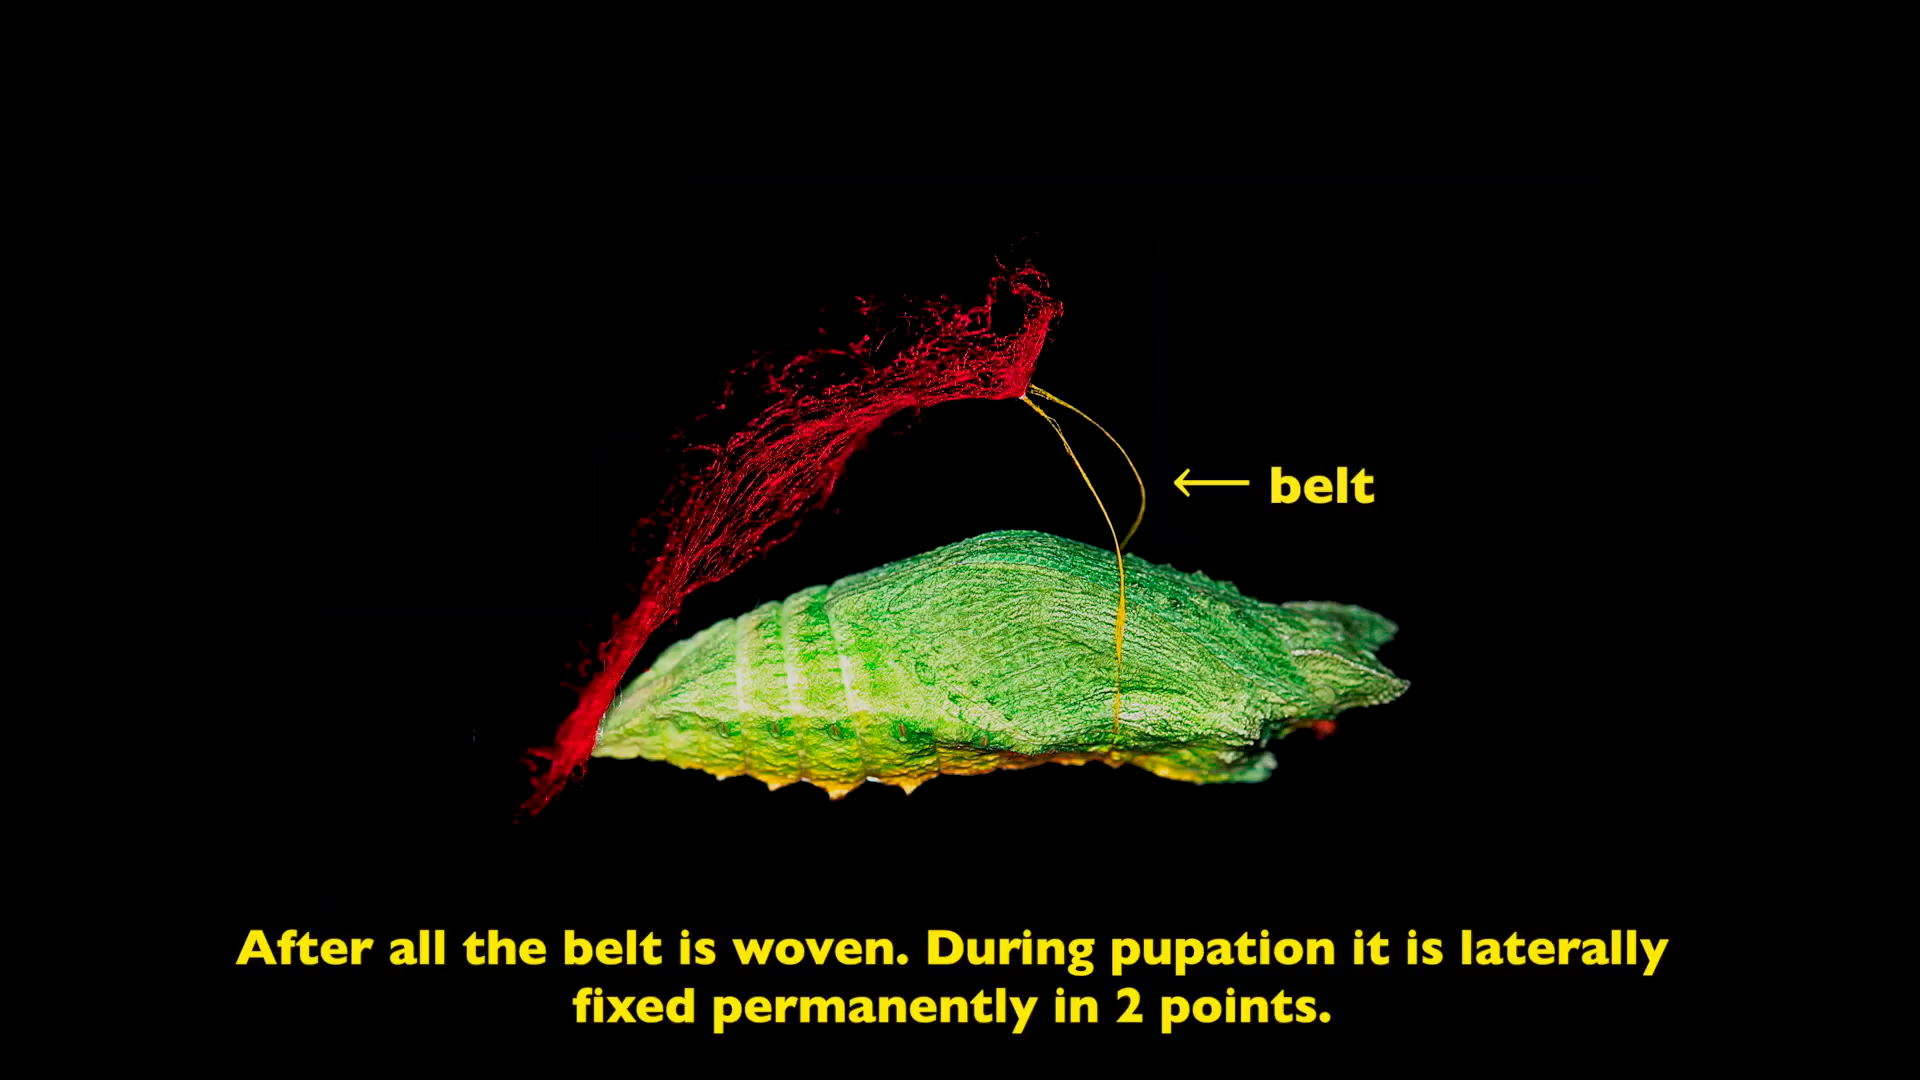 belt
After all the belt is woven. During pupation it is laterally
fixed permanently in 2 points.